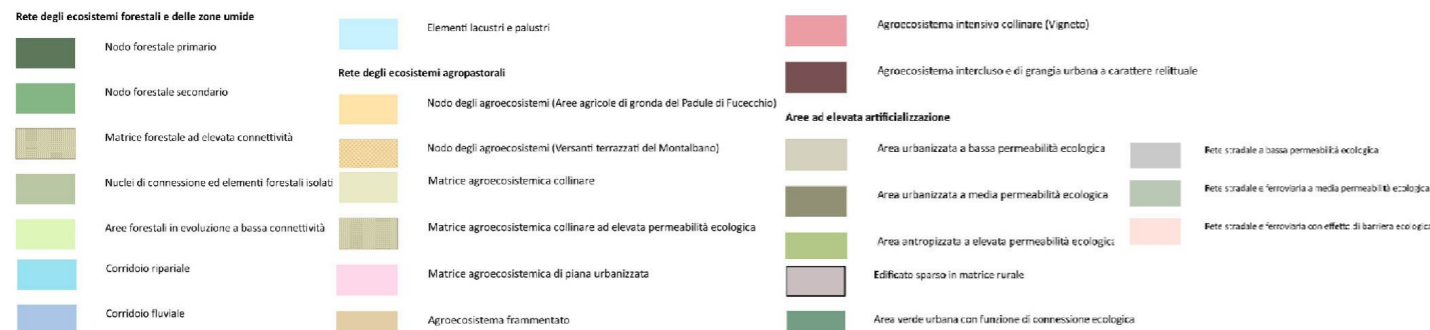 Rete degli ecosistemi forestali e delle zone umide
Nodo forestale primario
Nodo forestale secondario
Matrice forestale ad elevata connettività
Nuclei di connessione ed elementi forestali isolati
Aree forestali in evoluzione a bassa connettività
Corridoio ripariale
Corridoio fluviale
Elementi lacustri e palustri
Rete degli ecosistemi agropastorali
Nodo degli agroecosistemi (Aree agricole di gronda del Padule di Fucecchio)
Nodo degli agroecosistemi (Versanti terrazzati del Montalbano)
Matrice agroecosistemica collinare
Matrice agroecosistemica collinare ad elevata permeabilità ecologica
Matrice agroecosistemica di piana urbanizzata
Agroecosistema frammentato
Agroecosistema intensivo collinare (Vigneto)
Agroecosistema intercluso e di grangia urbana a carattere relittuale
Aree ad elevata artificializzazione
Area urbanizzata a bassa permeabilità ecologica
Area urbanizzata a media permeabilità ecologica
Area antropizzata a elevata permeabilità ecologica
Edificato sparso in matrice rurale
Area verde urbana con funzione di connessione ecologica
Rete stradale a bassa permeabilità ecologica
Rete stradale e ferroviaria a media permeabilità ecologica
Rete stradale e ferroviaria con effetto di barriera ecologica